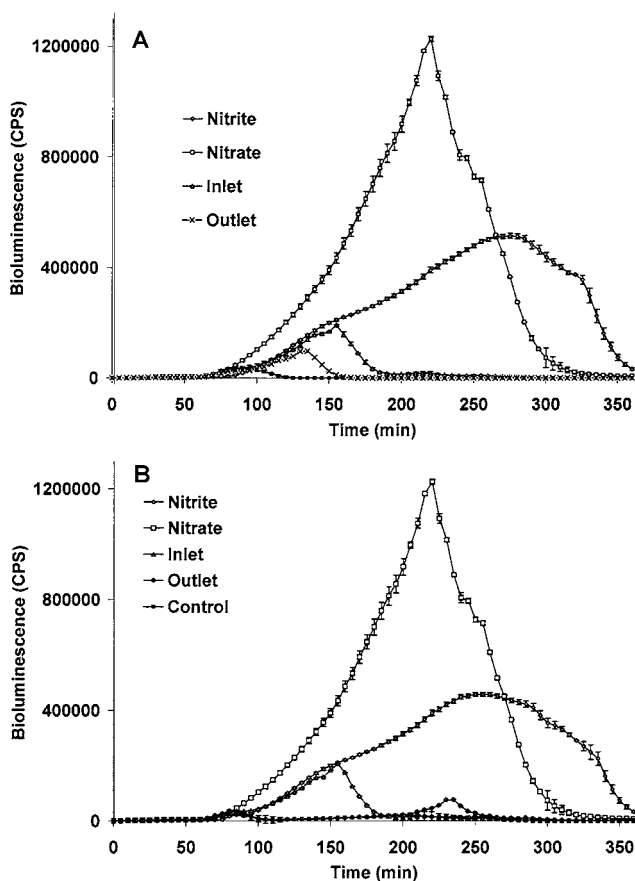 A
1200000
800000
400000
0
Bioluminescence (CPS)
Nitrite
Nitrate
Inlet
Outlet
0 50 100 150 200 250 300 350
Time (min)
B
1200000
800000
400000
0
Bioluminescence (CPS)
Nitrite
Nitrate
Inlet
Outlet
Control
0 50 100 150 200 250 300 350
Time (min)